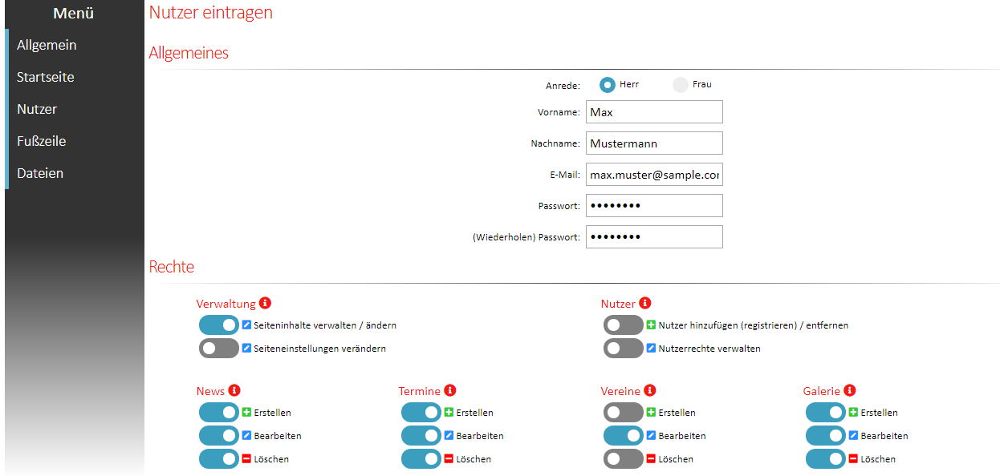 Menü
Allgemein
Startseite
Nutzer
Fußzeile
Dateien
Nutzer eintragen
Allgemeines
Anrede: Herr Frau
Vorname: Max
Nachname: Mustermann
E-Mail: max.muster@sample.cor
Passwort: ••••••••
(Wiederholen) Passwort: ••••••••
Rechte
Verwaltung
Seiteninhalte verwalten / ändern
Seiteneinstellungen verändern
Nutzer
Nutzer hinzufügen (registrieren) / entfernen
Nutzerrechte verwalten
News
Erstellen
Bearbeiten
Löschen
Termine
Erstellen
Bearbeiten
Löschen
Vereine
Erstellen
Bearbeiten
Löschen
Galerie
Erstellen
Bearbeiten
Löschen